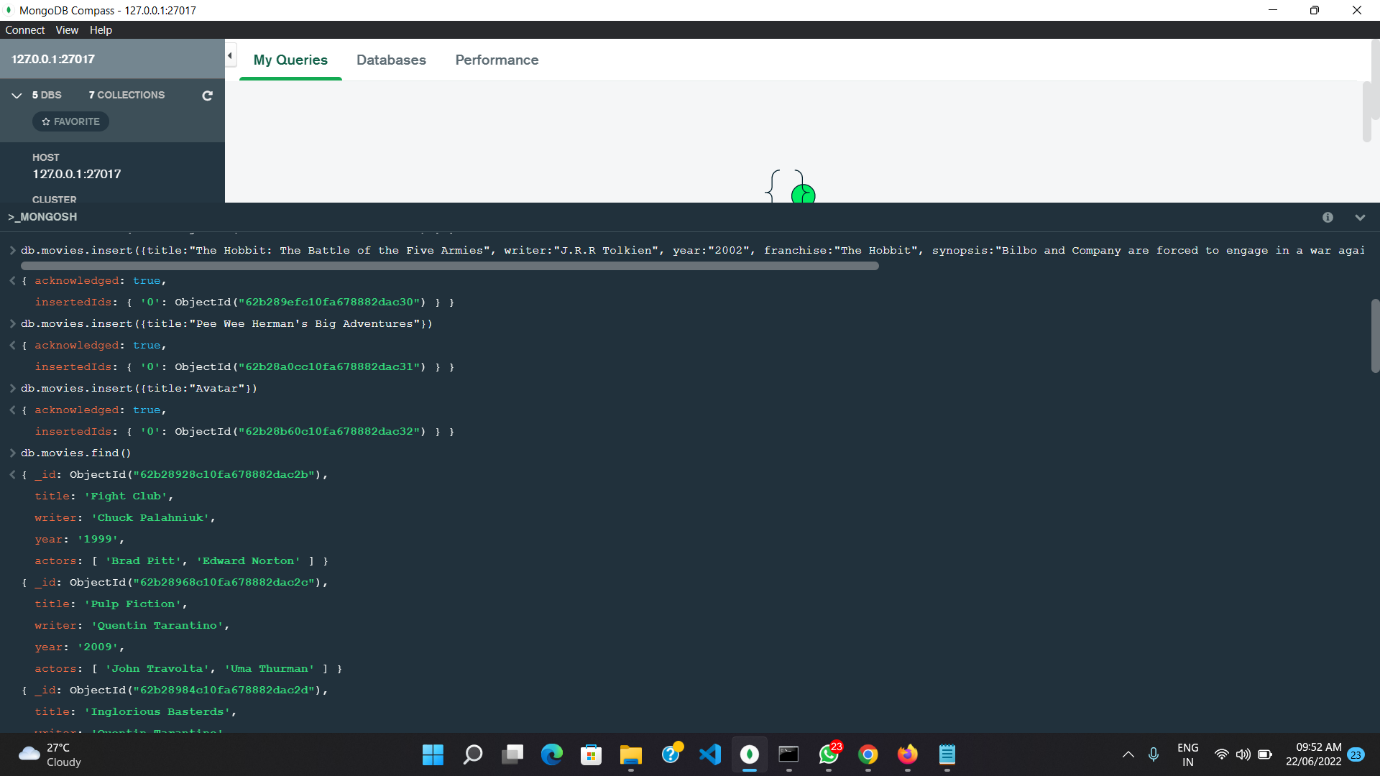 MongoDB Compass - 127.0.0.1:27017
Connect View Help
127.0.0.1:27017
My Queries Databases Performance
5 DBS 7 COLLECTIONS
FAVORITE
HOST
127.0.0.1:27017
CLUSTER
{ }
>_MONGOSH
db.movies.insert({title:"The Hobbit: The Battle of the Five Armies", writer:"J.R.R Tolkien", year:"2002", franchise:"The Hobbit", synopsis:"Bilbo and Company are forced to engage in a war agai
{ acknowledged: true,
insertedIds: { '0': ObjectId("62b289efc10fa678882dac30") } }
db.movies.insert({title:"Pee Wee Herman's Big Adventures"})
{ acknowledged: true,
insertedIds: { '0': ObjectId("62b28a0cc10fa678882dac31") } }
db.movies.insert({title:"Avatar"})
{ acknowledged: true,
insertedIds: { '0': ObjectId("62b28b60c10fa678882dac32") } }
db.movies.find()
{ _id: ObjectId("62b28928c10fa678882dac2b"),
title: 'Fight Club',
writer: 'Chuck Palahniuk',
year: '1999',
actors: [ 'Brad Pitt', 'Edward Norton' ] }
{ _id: ObjectId("62b28968c10fa678882dac2c"),
title: 'Pulp Fiction',
writer: 'Quentin Tarantino',
year: '2009',
actors: [ 'John Travolta', 'Uma Thurman' ] }
{ _id: ObjectId("62b28984c10fa678882dac2d"),
title: 'Inglorious Basterds',
writer: 'Quentin Tarantino'
27°C
Cloudy
23
ENG
IN
09:52 AM
22/06/2022
23